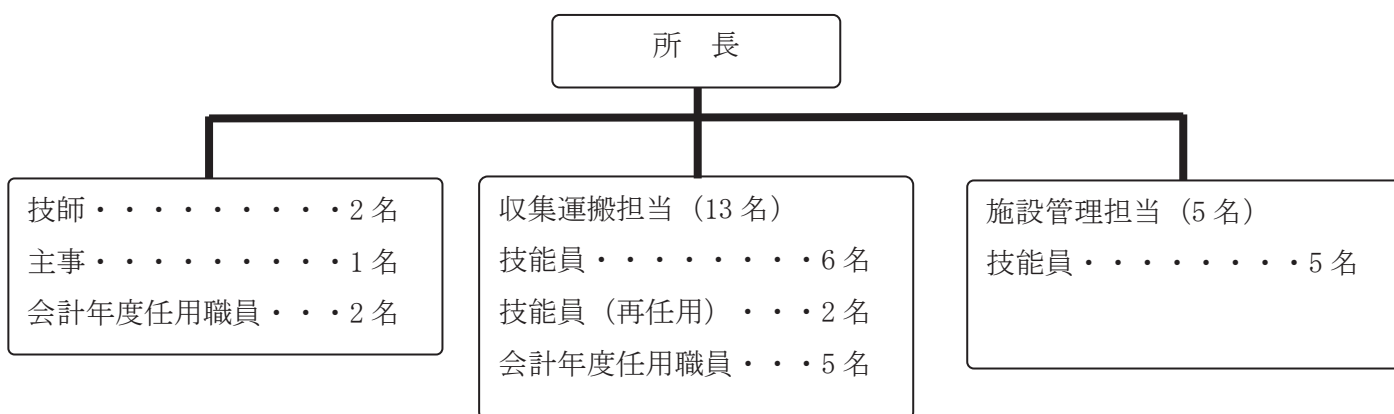 所　長
技師・・・・・・・・・2名
主事・・・・・・・・・1名
会計年度任用職員・・・2名
収集運搬担当（13名）
技能員・・・・・・・・6名
技能員（再任用）・・・2名
会計年度任用職員・・・5名
施設管理担当（5名）
技能員・・・・・・・・5名